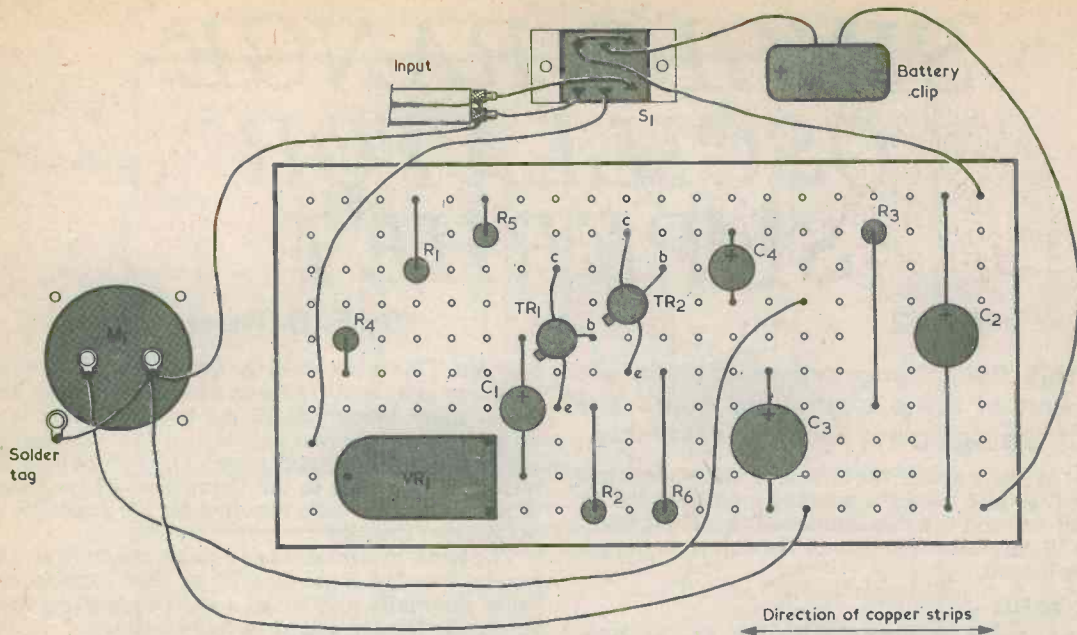 Input
S1
Battery
clip
+
R5
R1
c
c
b
TR2
TR1
b
e
e
+
C4
R3
+
C2
R4
M1
+
C1
+
C3
Solder
tag
VR1
R2
R6
Direction of copper strips